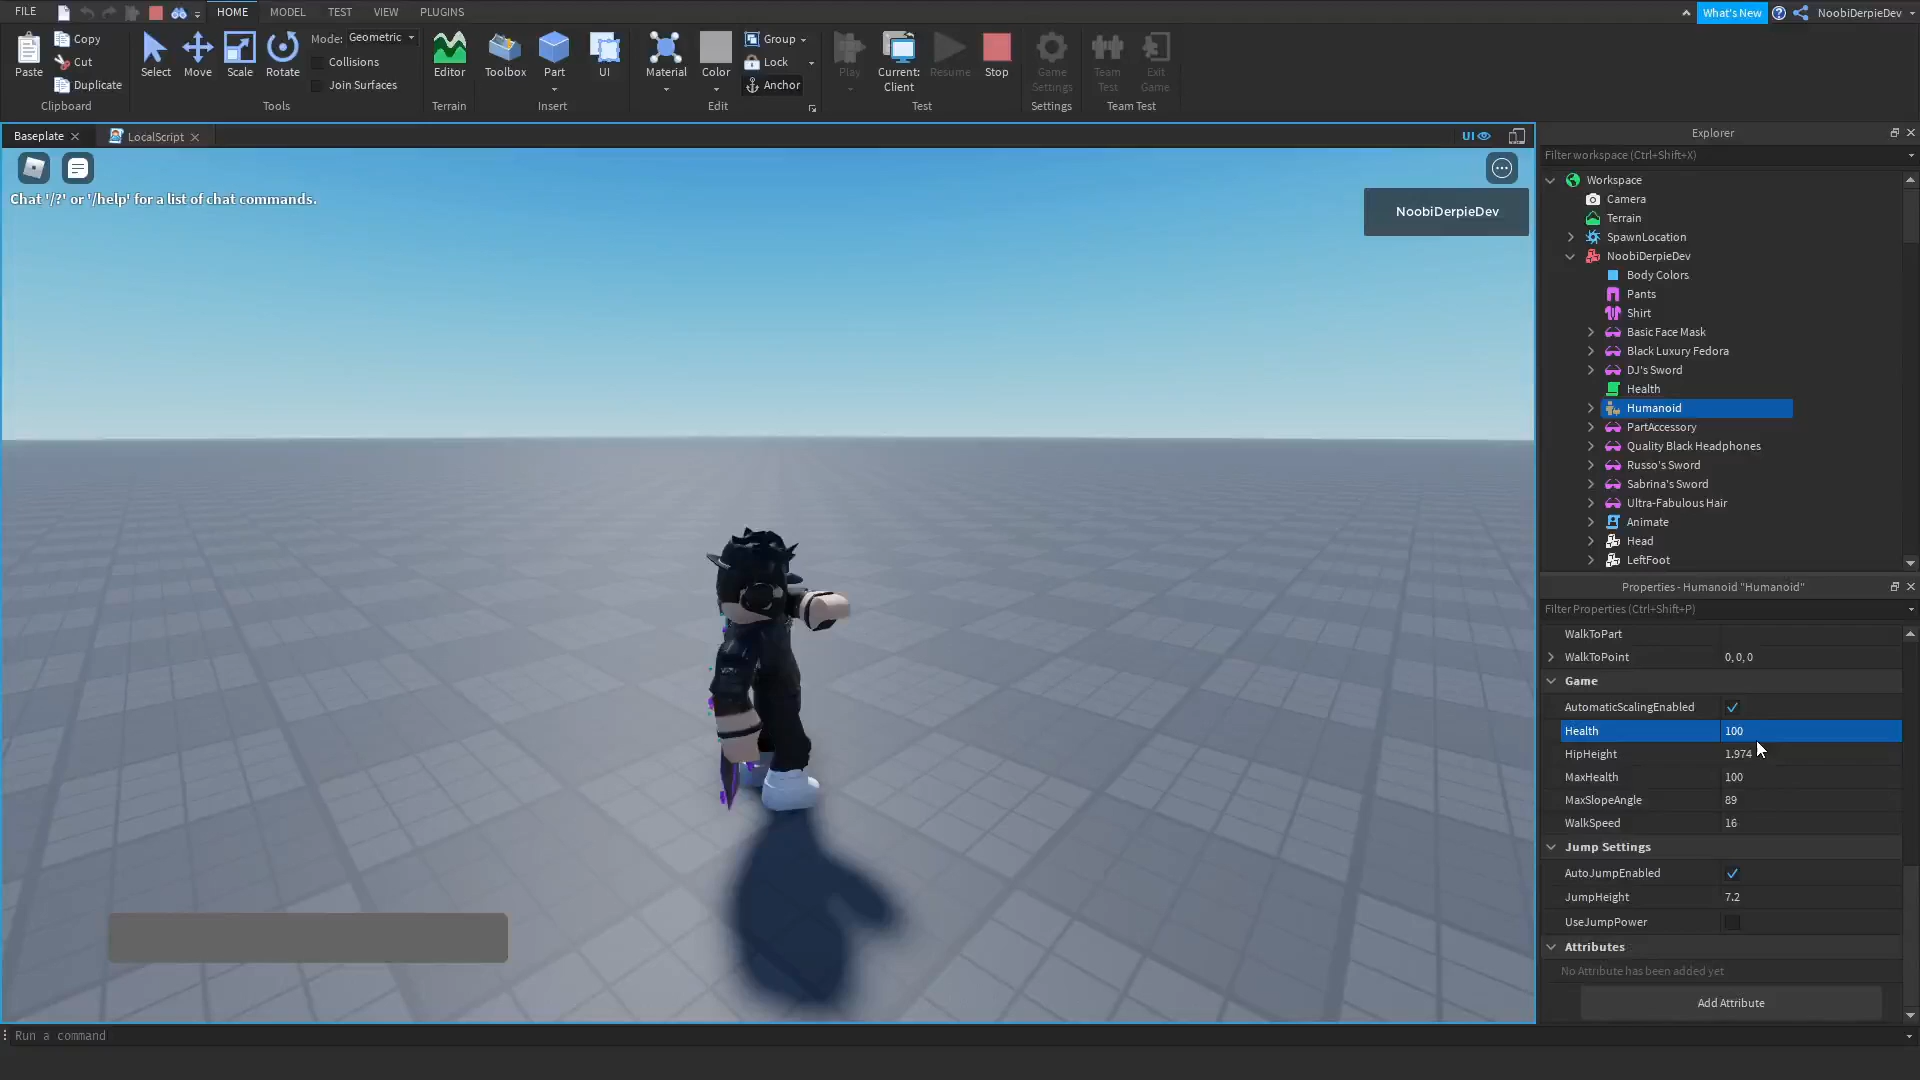 FILE
HOME
MODEL
TEST
VIEW
PLUGINS
What's New
NoobiDerpieDev
Paste
Copy
Cut
Duplicate
Clipboard
Select
Move
Scale
Rotate
Mode: Geometric
Collisions
Join Surfaces
Tools
Editor
Terrain
Toolbox
Part
UI
Insert
Material
Color
Group
Lock
Anchor
Edit
Play
Current:
Client
Resume
Stop
Test
Game
Settings
Settings
Team
Test
Exit
Game
Team Test
Baseplate
LocalScript
UI
Chat '/?' or '/help' for a list of chat commands.
NoobiDerpieDev
Explorer
Filter workspace (Ctrl+Shift+X)
Workspace
Camera
Terrain
SpawnLocation
NoobiDerpieDev
Body Colors
Pants
Shirt
Basic Face Mask
Black Luxury Fedora
DJ's Sword
Health
Humanoid
PartAccessory
Quality Black Headphones
Russo's Sword
Sabrina's Sword
Ultra-Fabulous Hair
Animate
Head
LeftFoot
Properties - Humanoid "Humanoid"
Filter Properties (Ctrl+Shift+P)
WalkToPart
WalkToPoint 0, 0, 0
Game
AutomaticScalingEnabled
Health 100
HipHeight 1.974
MaxHealth 100
MaxSlopeAngle 89
WalkSpeed 16
Jump Settings
AutoJumpEnabled
JumpHeight 7.2
UseJumpPower
Attributes
No Attribute has been added yet
Add Attribute
Run a command